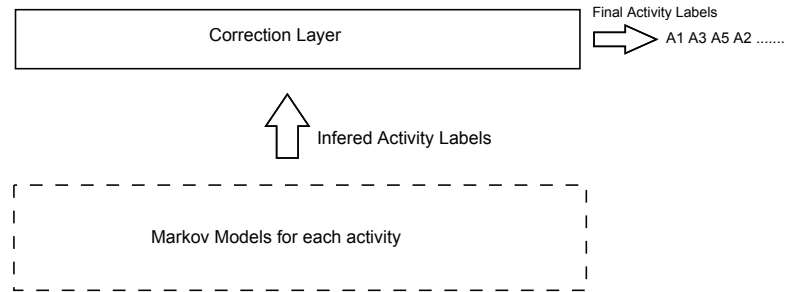 Final Activity Labels
Correction Layer
A1 A3 A5 A2 .......
Infered Activity Labels
Markov Models for each activity